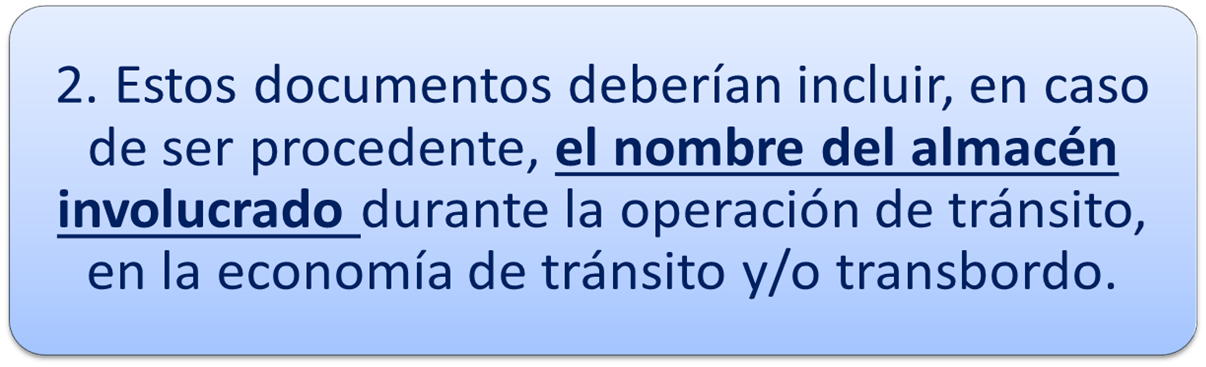 2. Estos documentos deberían incluir, en caso
de ser procedente, el nombre del almacén
involucrado durante la operación de tránsito,
en la economía de tránsito y/o transbordo.